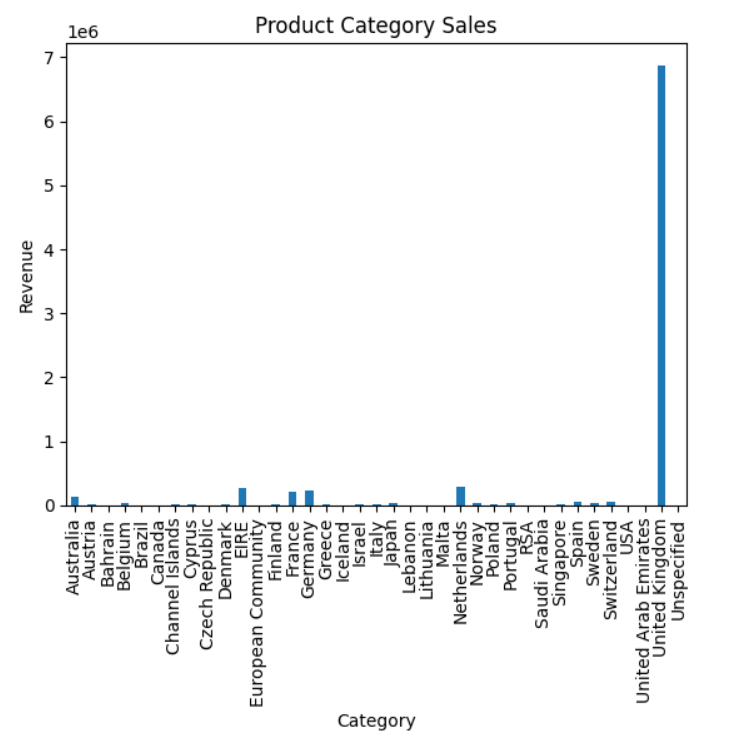 Product Category Sales
1e6
7
6
5
4
3
2
1
0
Revenue
Australia
Austria
Bahrain
Belgium
Brazil
Canada
Channel Islands
Cyprus
Czech Republic
Denmark
EIRE
European Community
Finland
France
Germany
Greece
Iceland
Israel
Italy
Japan
Lebanon
Lithuania
Malta
Netherlands
Norway
Poland
Portugal
RSA
Saudi Arabia
Singapore
Spain
Sweden
Switzerland
USA
United Arab Emirates
United Kingdom
Unspecified
Category